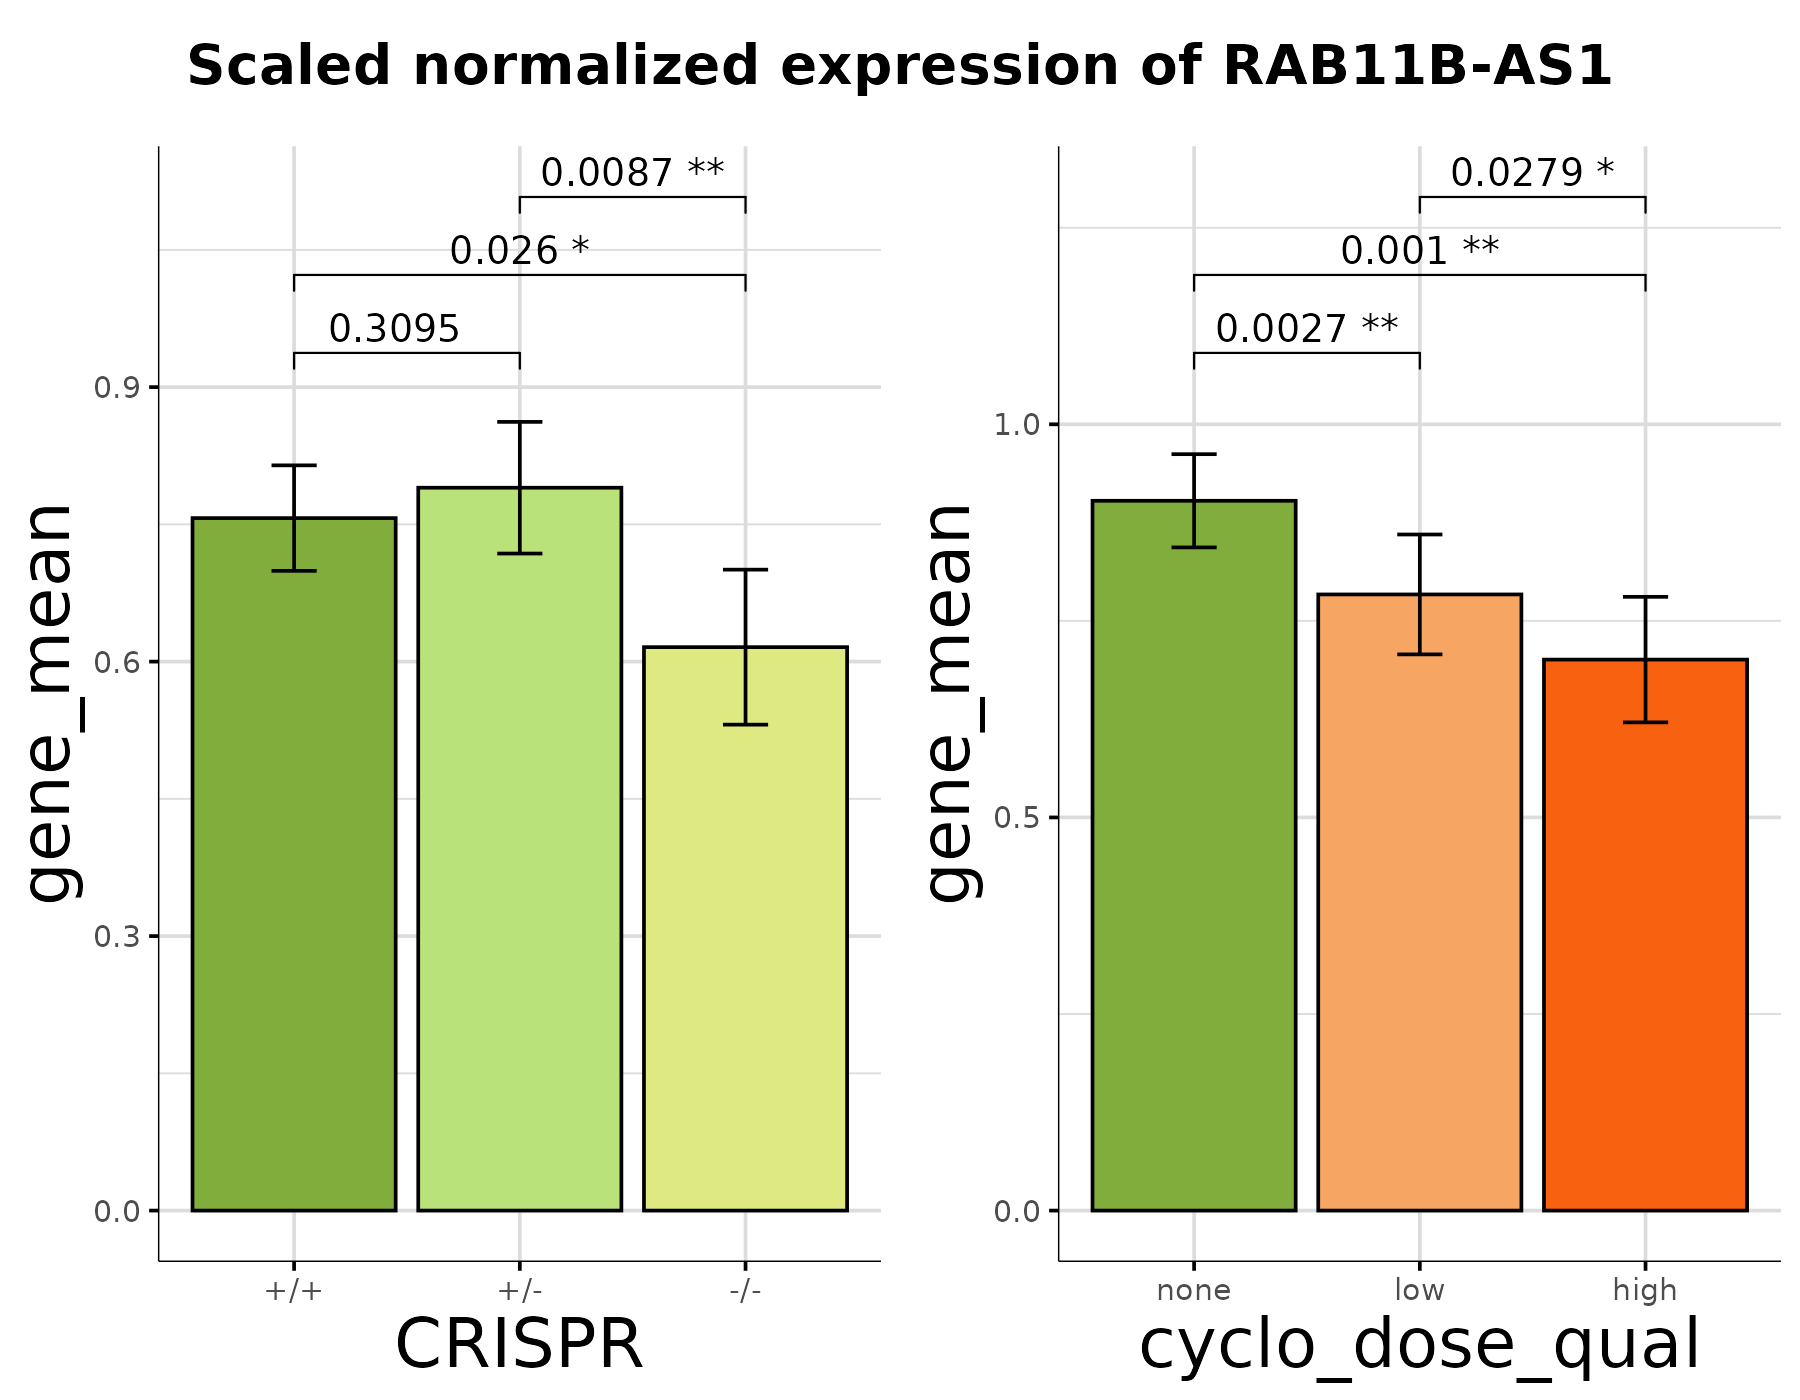 Scaled normalized expression of RAB11B-AS1
0.0087 **
0.026 *
0.3095
0.9
0.6
0.3
0.0
gene_mean
+/+ +/- -/-
CRISPR
0.0279 *
0.001 **
0.0027 **
1.0
0.5
0.0
gene_mean
none low high
cyclo_dose_qual